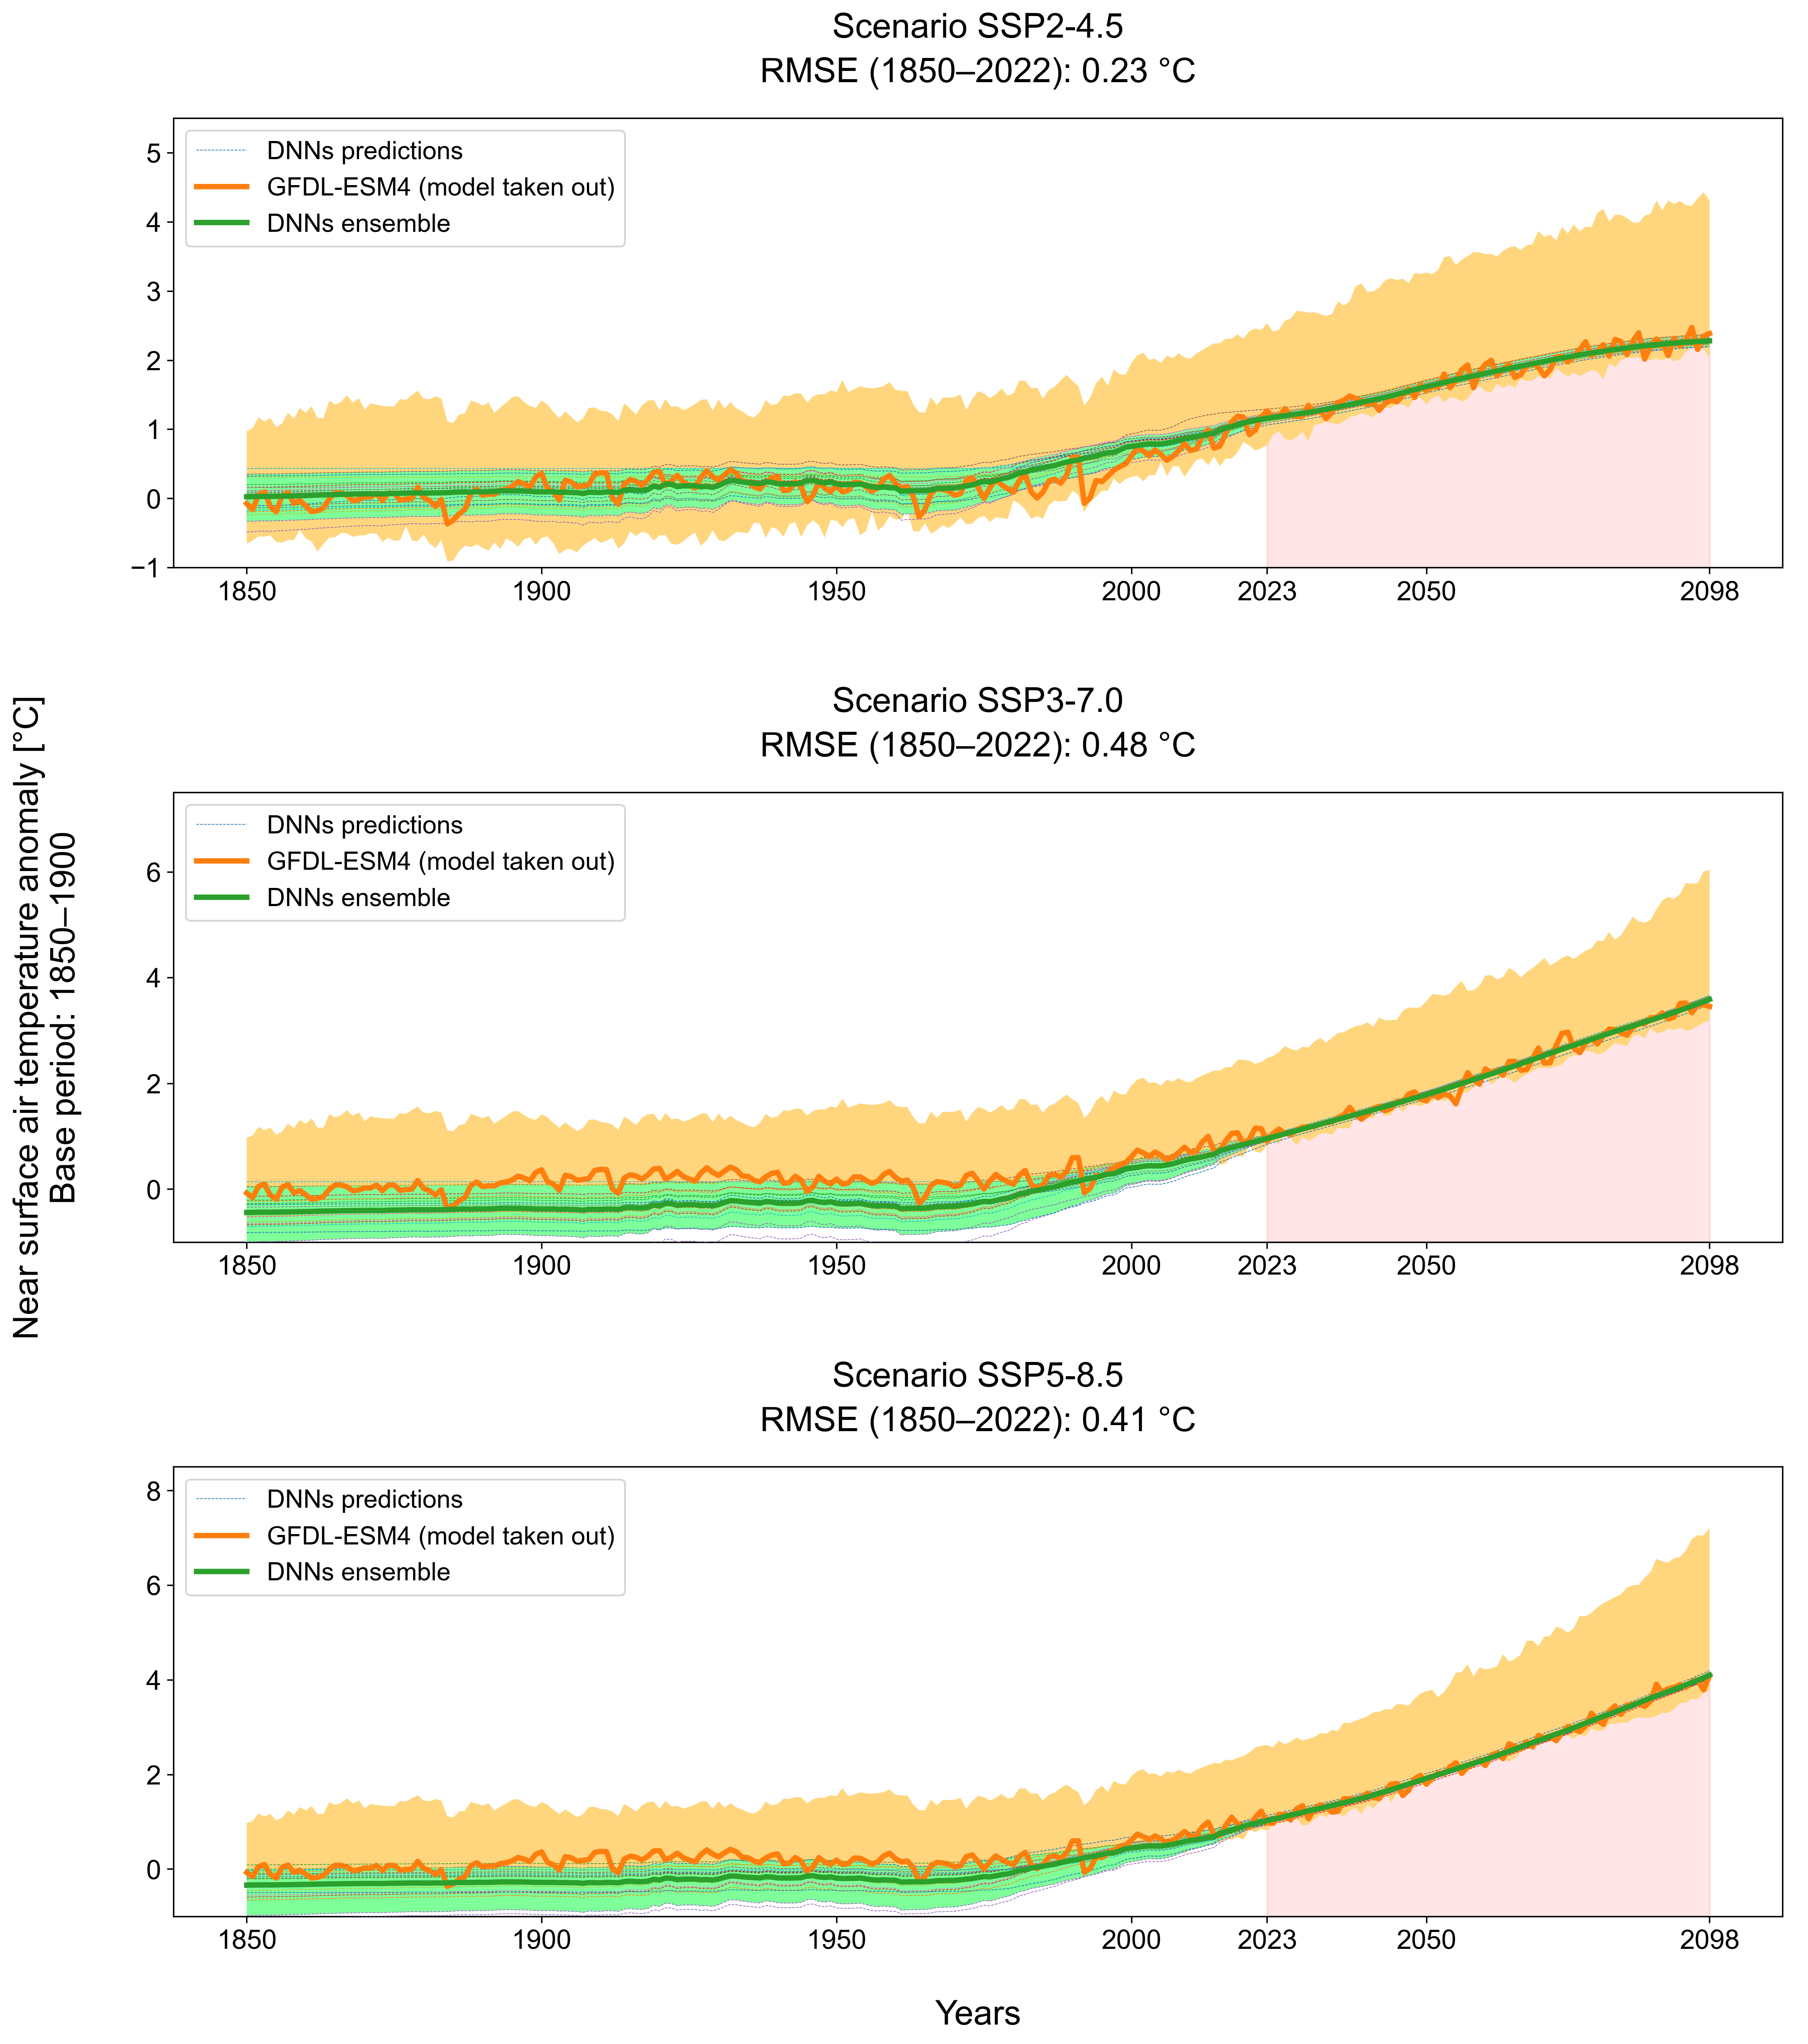 Scenario SSP2-4.5
RMSE (1850–2022): 0.23 °C
DNNs predictions
GFDL-ESM4 (model taken out)
DNNs ensemble
5
4
3
2
1
0
−1
1850 1900 1950 2000 2023 2050 2098
Near surface air temperature anomaly [°C]
Base period: 1850–1900
Scenario SSP3-7.0
RMSE (1850–2022): 0.48 °C
DNNs predictions
GFDL-ESM4 (model taken out)
DNNs ensemble
6
4
2
0
1850 1900 1950 2000 2023 2050 2098
Scenario SSP5-8.5
RMSE (1850–2022): 0.41 °C
DNNs predictions
GFDL-ESM4 (model taken out)
DNNs ensemble
8
6
4
2
0
1850 1900 1950 2000 2023 2050 2098
Years